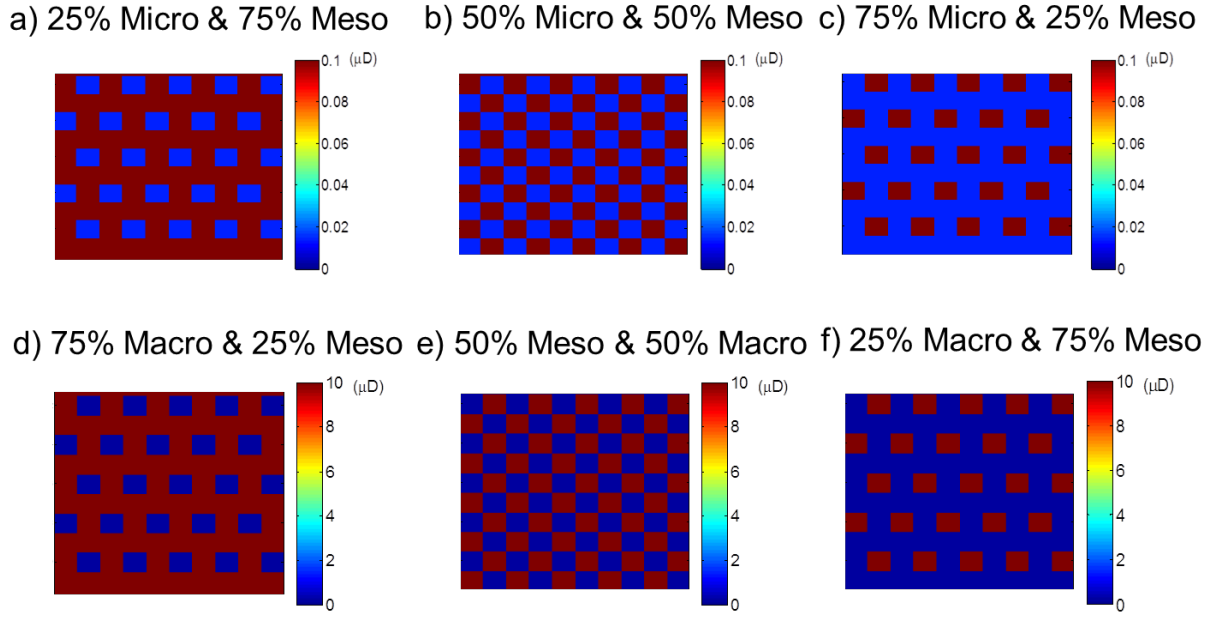 a) 25% Micro & 75% Meso
0.1 (μD)
0.08
0.06
0.04
0.02
0
b) 50% Micro & 50% Meso
0.1 (μD)
0.08
0.06
0.04
0.02
0
c) 75% Micro & 25% Meso
0.1 (μD)
0.08
0.06
0.04
0.02
0
d) 75% Macro & 25% Meso
10 (μD)
8
6
4
2
0
e) 50% Meso & 50% Macro
10 (μD)
8
6
4
2
0
f) 25% Macro & 75% Meso
10 (μD)
8
6
4
2
0